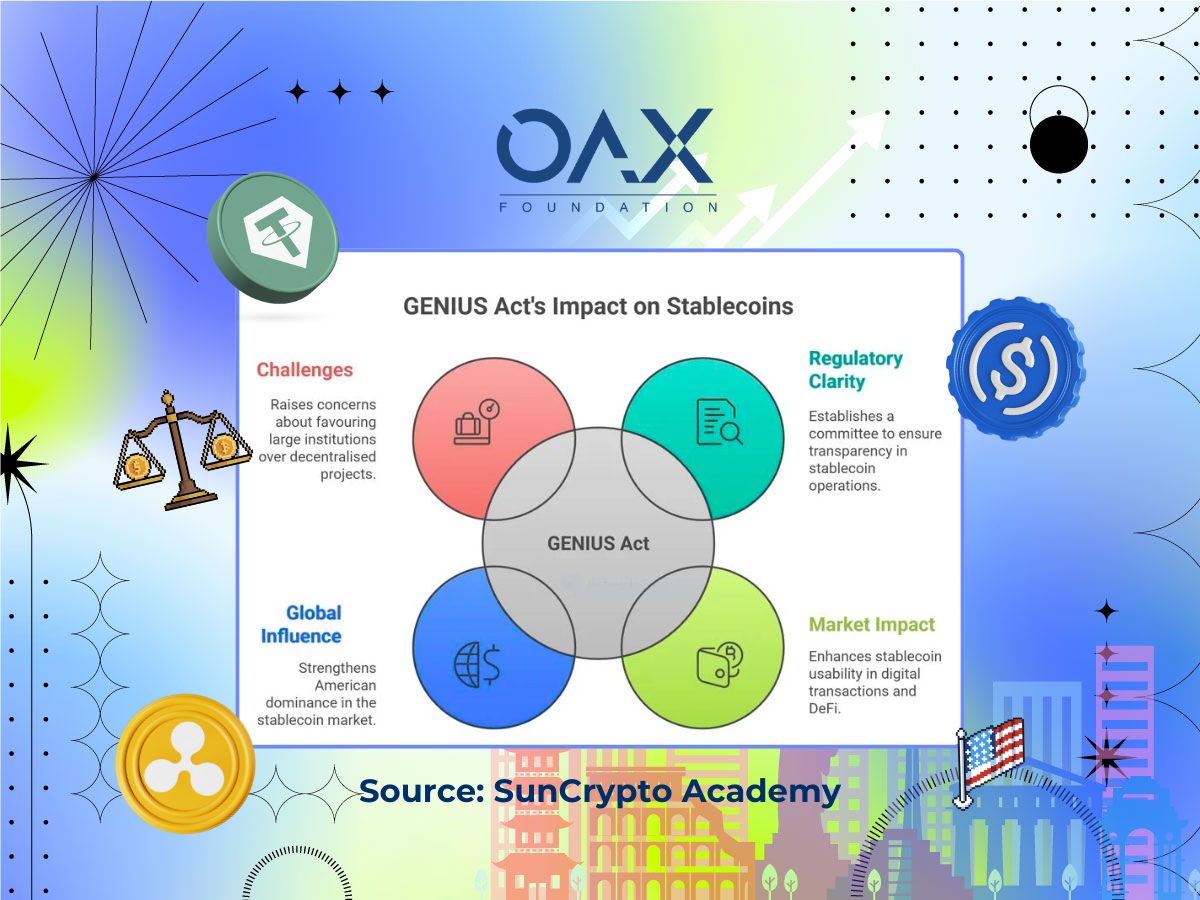 OAX
FOUNDATION
GENIUS Act's Impact on Stablecoins
Challenges
Raises concerns
about favouring
large institutions
over decentralised
projects.
Regulatory
Clarity
Establishes a
committee to ensure
transparency in
stablecoin
operations.
GENIUS Act
Global
Influence
Strengthens
American
dominance in the
stablecoin market.
Market Impact
Enhances stablecoin
usability in digital
transactions and
DeFi.
Source: SunCrypto Academy